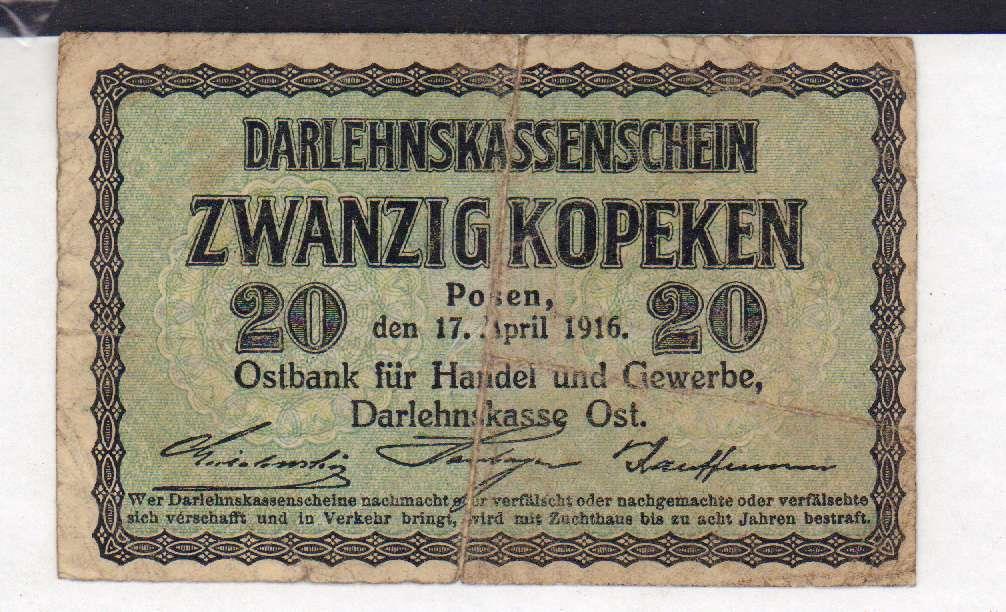 DARLEHNSKASSENSCHEIN
ZWANZIG KOPEKEN
20 Posen, 20
den 17. April 1916.
Ostbank für Handel und Gewerbe,
Darlehnskasse Ost.
Wer Darlehnskassenscheine nachmacht oder verfälscht oder nachgemachte oder verfälschte
sich verschafft und in Verkehr bringt, wird mit Zuchthaus bis zu acht Jahren bestraft.